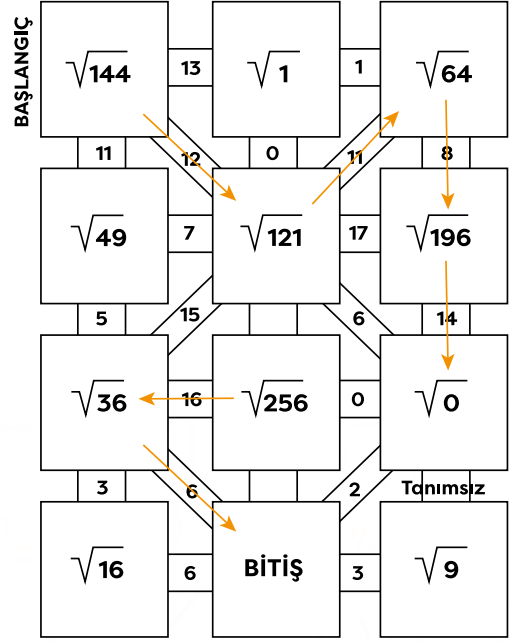 BAŞLANGIÇ
√144 13 √1 1 √64
11 12 0 11 8
√49 7 √121 17 √196
5 15 6 14
√36 16 √256 0 √0
3 6 2 Tanımsız
√16 6 BİTİŞ 3 √9